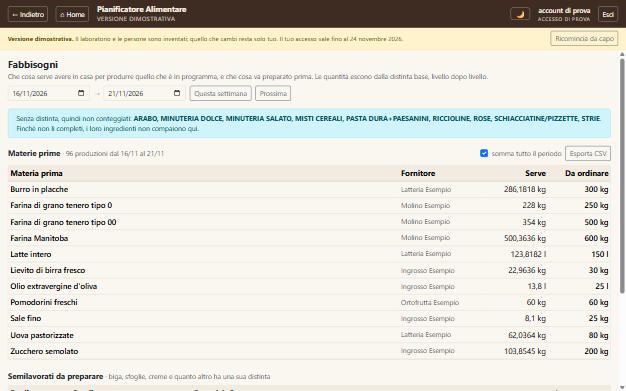 ← Indietro
⌂ Home
Pianificatore Alimentare
VERSIONE DIMOSTRATIVA
account di prova
ACCESSO DI PROVA
Esci
Versione dimostrativa. Il laboratorio e le persone sono inventati; quello che cambi resta solo tuo. Il tuo accesso sale fino al 24 novembre 2026.
Ricomincia da capo
Fabbisogni
Che cosa serve avere in casa per produrre quello che è in programma, e che cosa va preparato prima. Le quantità escono dalla distinta base, livello dopo livello.
16/11/2026 → 21/11/2026 Questa settimana Prossima
Senza distinta, quindi non conteggiati: ARABO, MINUTERIA DOLCE, MINUTERIA SALATO, MISTI CEREALI, PASTA DURA+PAESANINI, RICCIOLINE, ROSE, SCHIACCIATINE/PIZZETTE, STRIE.
Finché non li completi, i loro ingredienti non compaiono qui.
Materie prime · 96 produzioni dal 16/11 al 21/11
somma tutto il periodo Esporta CSV
Materia prima Fornitore Serve Da ordinare
Burro in placche Latteria Esempio 286,1818 kg 300 kg
Farina di grano tenero tipo 0 Molino Esempio 228 kg 250 kg
Farina di grano tenero tipo 00 Molino Esempio 354 kg 500 kg
Farina Manitoba Molino Esempio 500,3636 kg 600 kg
Latte intero Latteria Esempio 123,8182 l 150 l
Lievito di birra fresco Ingrosso Esempio 22,9636 kg 30 kg
Olio extravergine d'oliva Ingrosso Esempio 13,8 l 25 l
Pomodorini freschi Ortofrutta Esempio 60 kg 60 kg
Sale fino Ingrosso Esempio 8,1 kg 25 kg
Uova pastorizzate Latteria Esempio 62,0364 kg 80 kg
Zucchero semolato Ingrosso Esempio 103,8545 kg 200 kg
Semilavorati da preparare · biga, sfoglie, creme e quanto altro ha una sua distinta